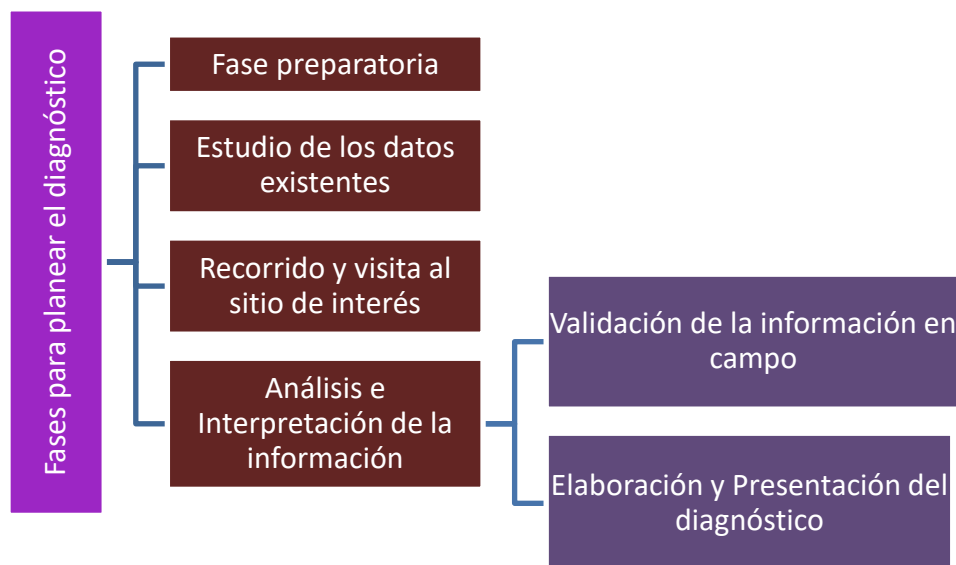 Fases para planear el diagnóstico
Fase preparatoria
Estudio de los datos
existentes
Recorrido y visita al
sitio de interés
Análisis e
Interpretación de la
información
Validación de la información en
campo
Elaboración y Presentación del
diagnóstico